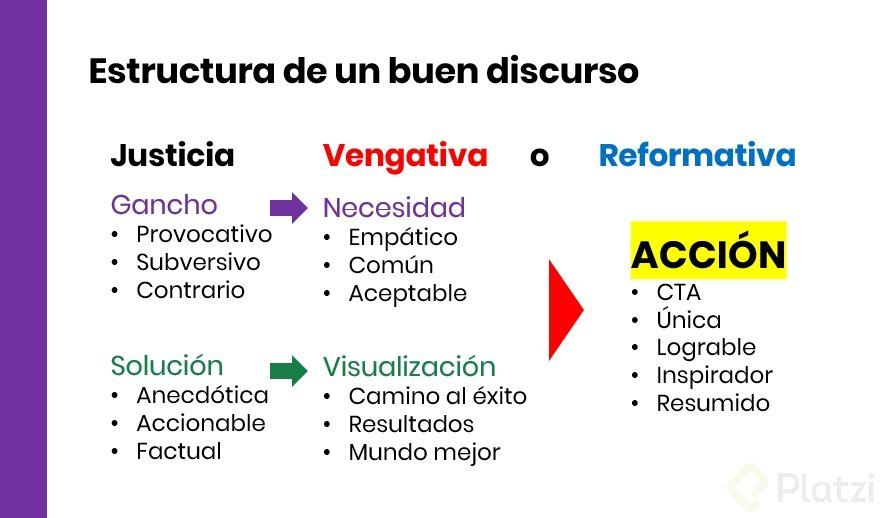 Estructura de un buen discurso
Justicia Vengativa o Reformativa
Gancho
• Provocativo
• Subversivo
• Contrario
Necesidad
• Empático
• Común
• Aceptable
Solución
• Anecdótica
• Accionable
• Factual
Visualización
• Camino al éxito
• Resultados
• Mundo mejor
ACCIÓN
• CTA
• Única
• Lograble
• Inspirador
• Resumido
Platzi